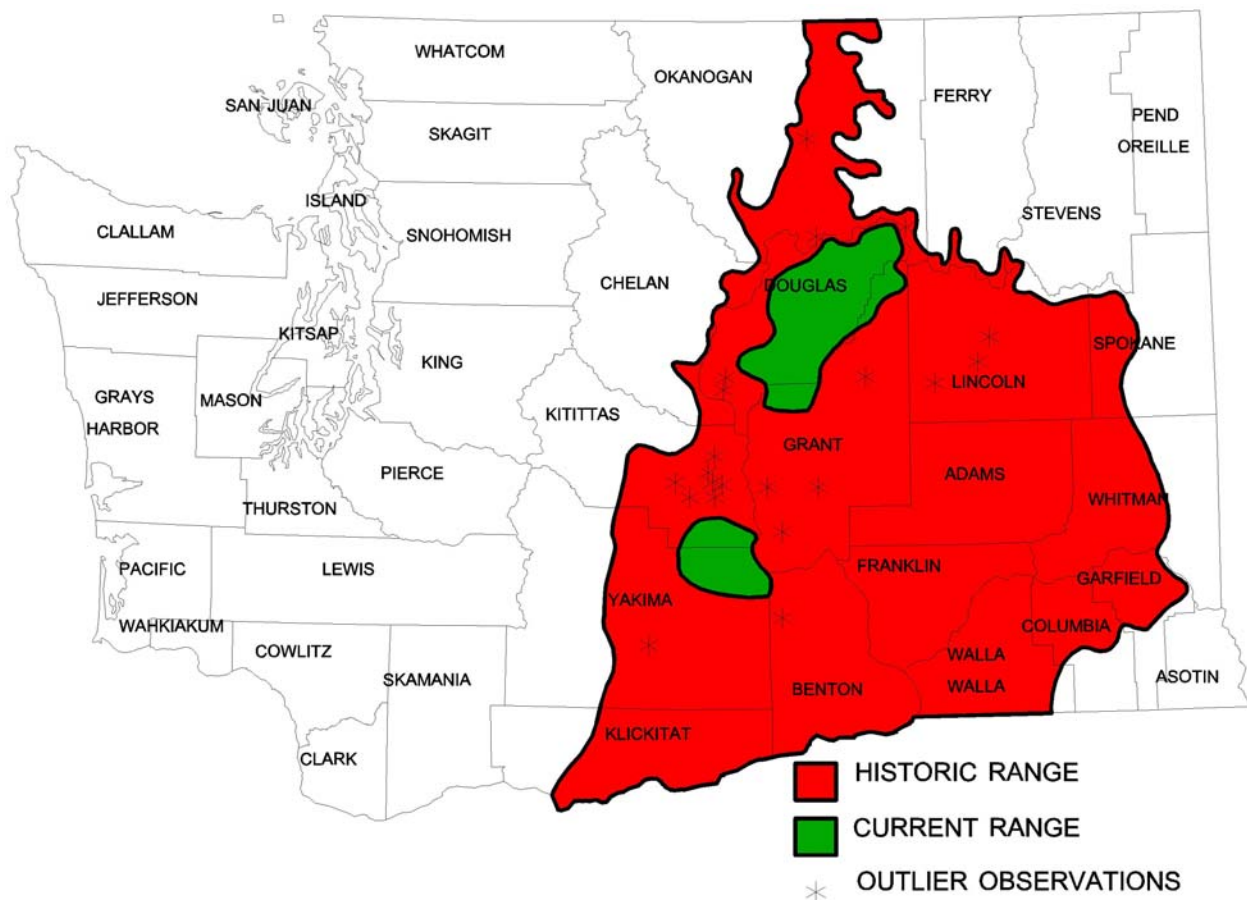 WHATCOM
OKANOGAN
FERRY
PEND
OREILLE
SAN JUAN
SKAGIT
STEVENS
ISLAND
CLALLAM
SNOHOMISH
CHELAN
DOUGLAS
JEFFERSON
KITSAP
KING
SPOKANE
LINCOLN
GRAYS
HARBOR
MASON
KITITTAS
GRANT
PIERCE
ADAMS
WHITMAN
THURSTON
PACIFIC
LEWIS
FRANKLIN
GARFIELD
YAKIMA
WAHKIAKUM
COLUMBIA
COWLITZ
WALLA
WALLA
SKAMANIA
BENTON
ASOTIN
KLICKITAT
CLARK
HISTORIC RANGE
CURRENT RANGE
OUTLIER OBSERVATIONS